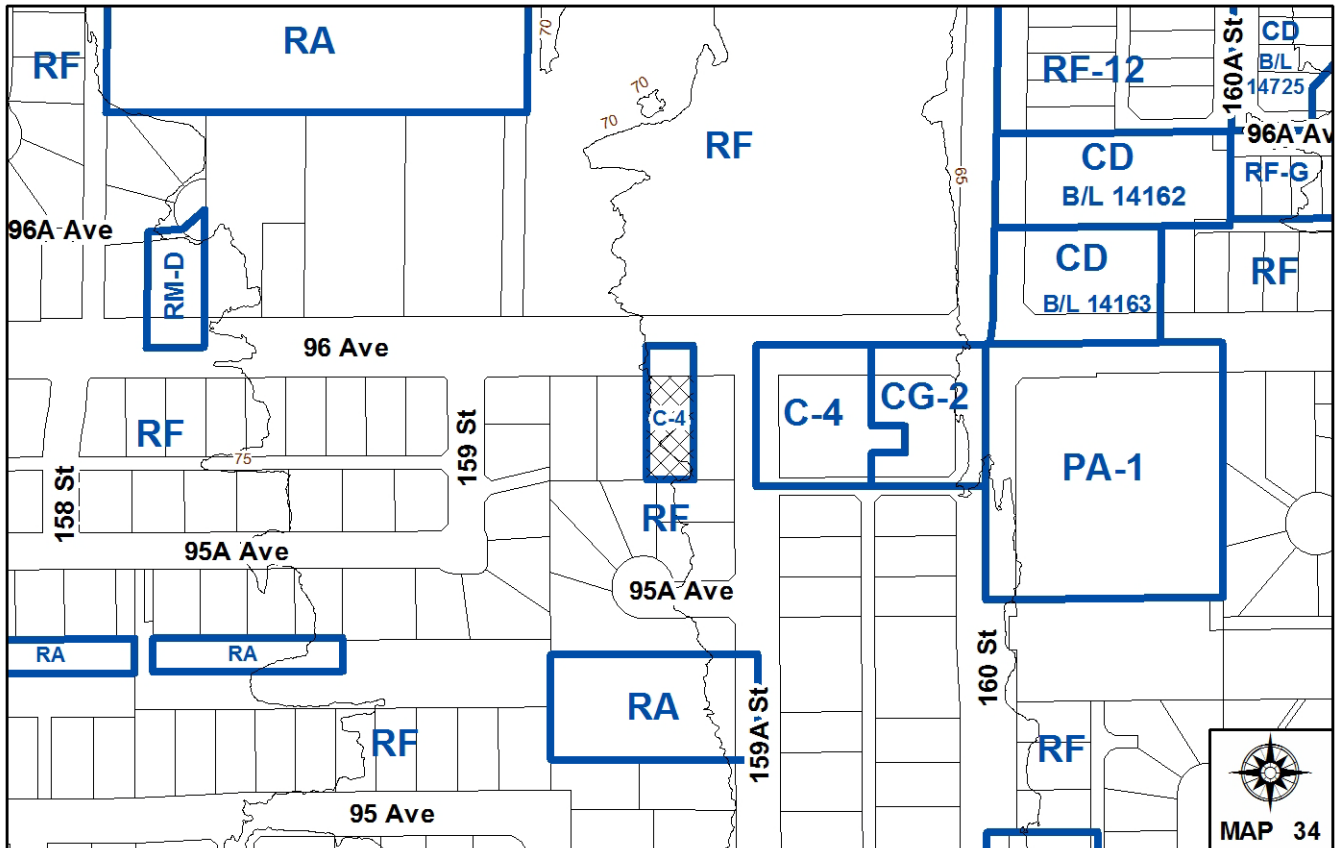 RF
RA
70
70
70
RF
RF-12
160A St
CD
B/L
14725
96A Av
CD
B/L 14162
RF-G
65
96A Ave
RM-D
CD
B/L 14163
RF
96 Ave
C-4
C-4
CG-2
PA-1
RF
159 St
75
158 St
RF
95A Ave
95A Ave
RA
RA
RA
159A St
160 St
RF
RF
95 Ave
MAP 34